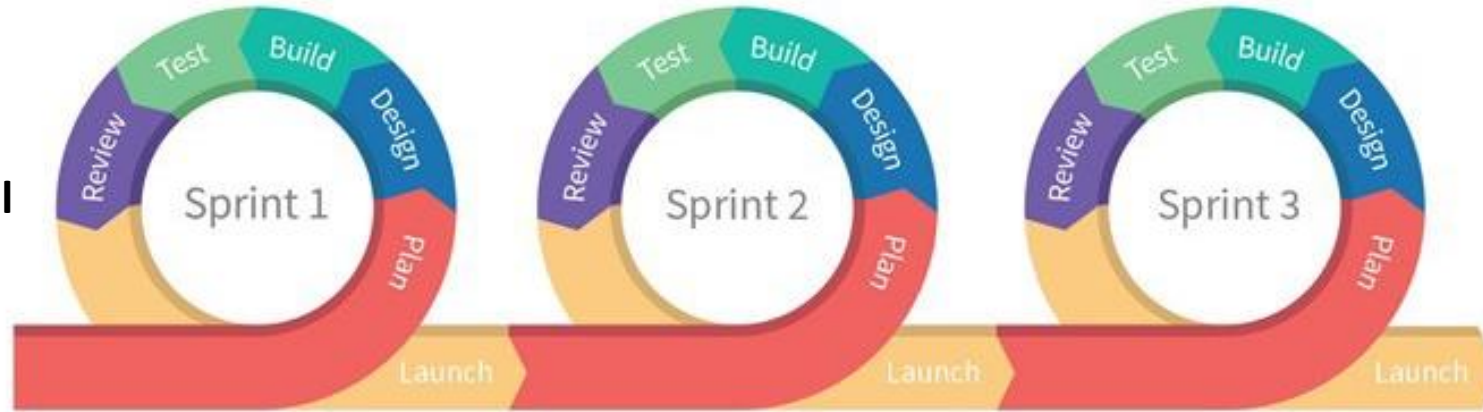 Sprint 1
Plan
Design
Build
Test
Review
Launch
Sprint 2
Plan
Design
Build
Test
Review
Launch
Sprint 3
Plan
Design
Build
Test
Review
Launch